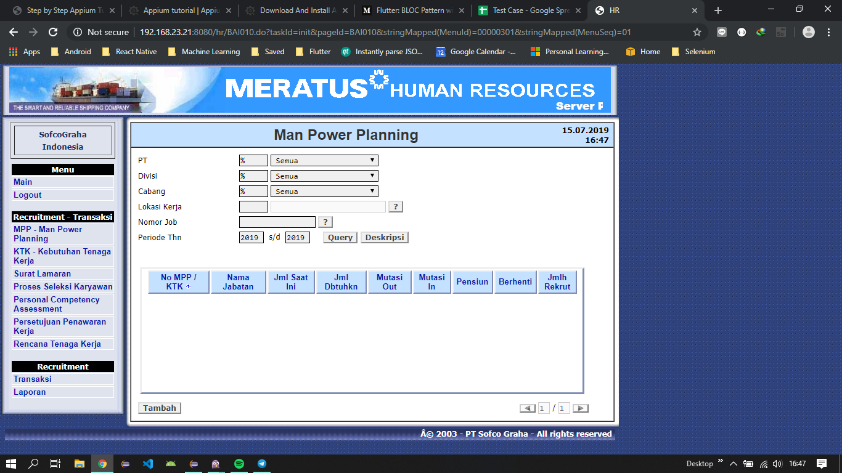 Step by Step Appium T
Appium tutorial | Appiu
Download And Install A
Flutter: BLOC Pattern w
Test Case - Google Spre
HR
Not secure | 192.168.23.21:8080/hr/BAI010.do?taskId=init&pageId=BAI010&stringMapped(MenuId)=00000301&stringMapped(MenuSeq)=01
Apps
Android
React Native
Machine Learning
Saved
Flutter
Instantly parse JSO...
Google Calendar -...
Personal Learning...
Home
Selenium
MERATUS HUMAN RESOURCES
THE SMART AND RELIABLE SHIPPING COMPANY
Server F
SofcoGraha
Indonesia
Menu
Main
Logout
Recruitment - Transaksi
MPP - Man Power
Planning
KTK - Kebutuhan Tenaga
Kerja
Surat Lamaran
Proses Seleksi Karyawan
Personal Competency
Assessment
Persetujuan Penawaran
Kerja
Rencana Tenaga Kerja
Recruitment
Transaksi
Laporan
Man Power Planning
15.07.2019
16:47
PT % Semua
Divisi % Semua
Cabang % Semua
Lokasi Kerja ?
Nomor Job ?
Periode Thn 2019 s/d 2019 Query Deskripsi
No MPP /
KTK
Nama
Jabatan
Jml Saat
Ini
Jml
Dbtuhkn
Mutasi
Out
Mutasi
In
Pensiun
Berhenti
Jmlh
Rekrut
Tambah
1 / 1
Â© 2003 - PT Sofco Graha - All rights reserved
Desktop
16:47